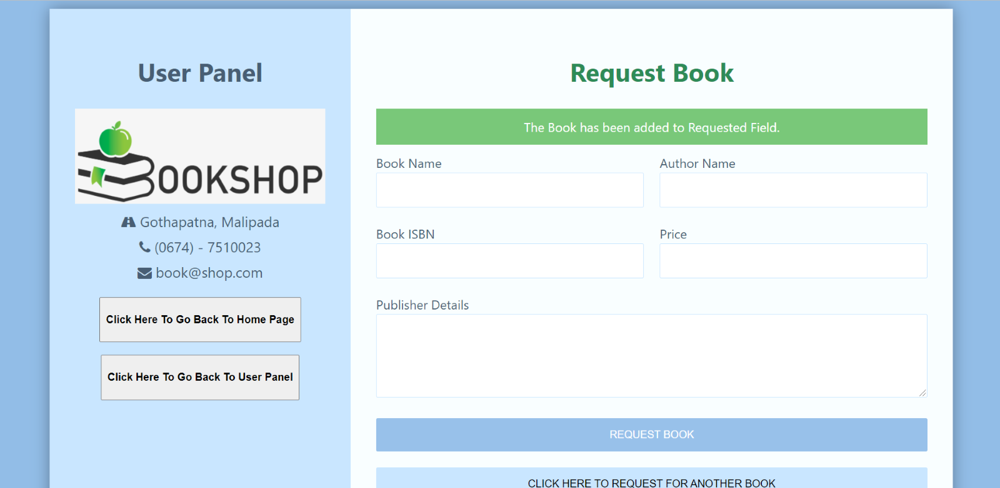 User Panel
BOOKSHOP
Gothapatna, Malipada
(0674) - 7510023
book@shop.com
Click Here To Go Back To Home Page
Click Here To Go Back To User Panel
Request Book
The Book has been added to Requested Field.
Book Name
Author Name
Book ISBN
Price
Publisher Details
REQUEST BOOK
CLICK HERE TO REQUEST FOR ANOTHER BOOK